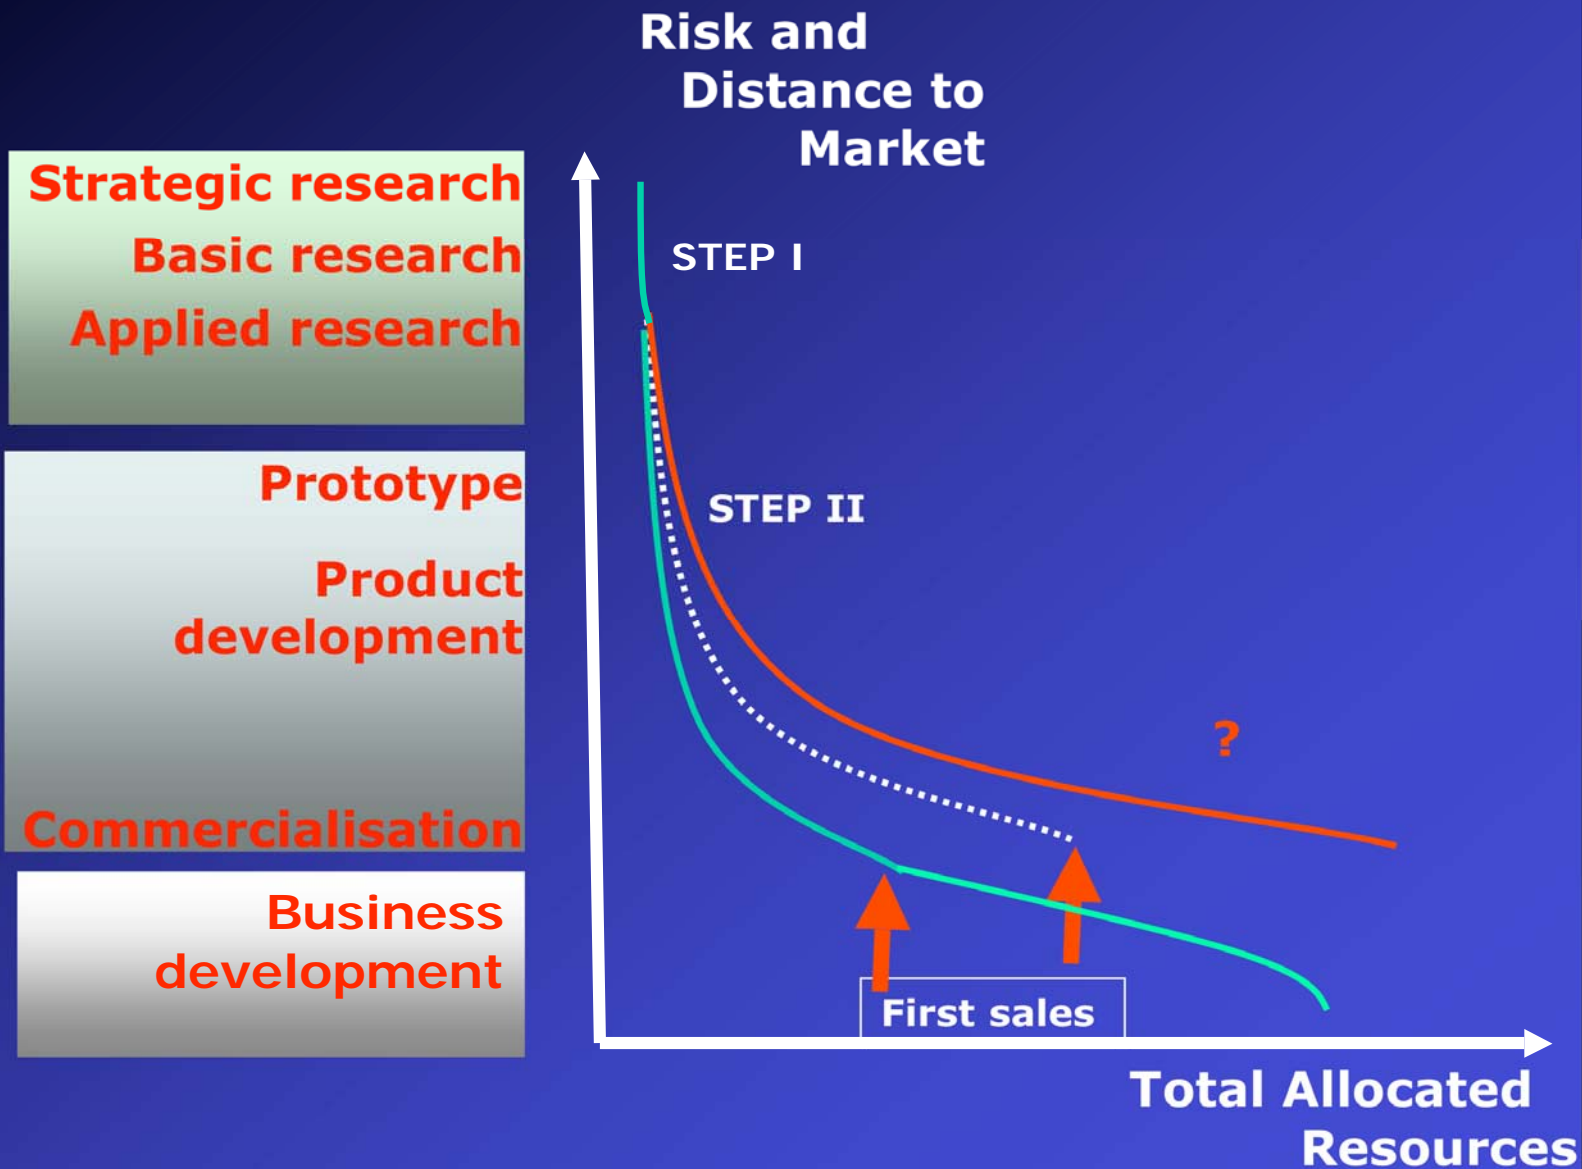 Risk and
Distance to
Market
Strategic research
Basic research
Applied research
STEP I
Prototype
STEP II
Product
development
?
Commercialisation
Business
development
First sales
Total Allocated
Resources